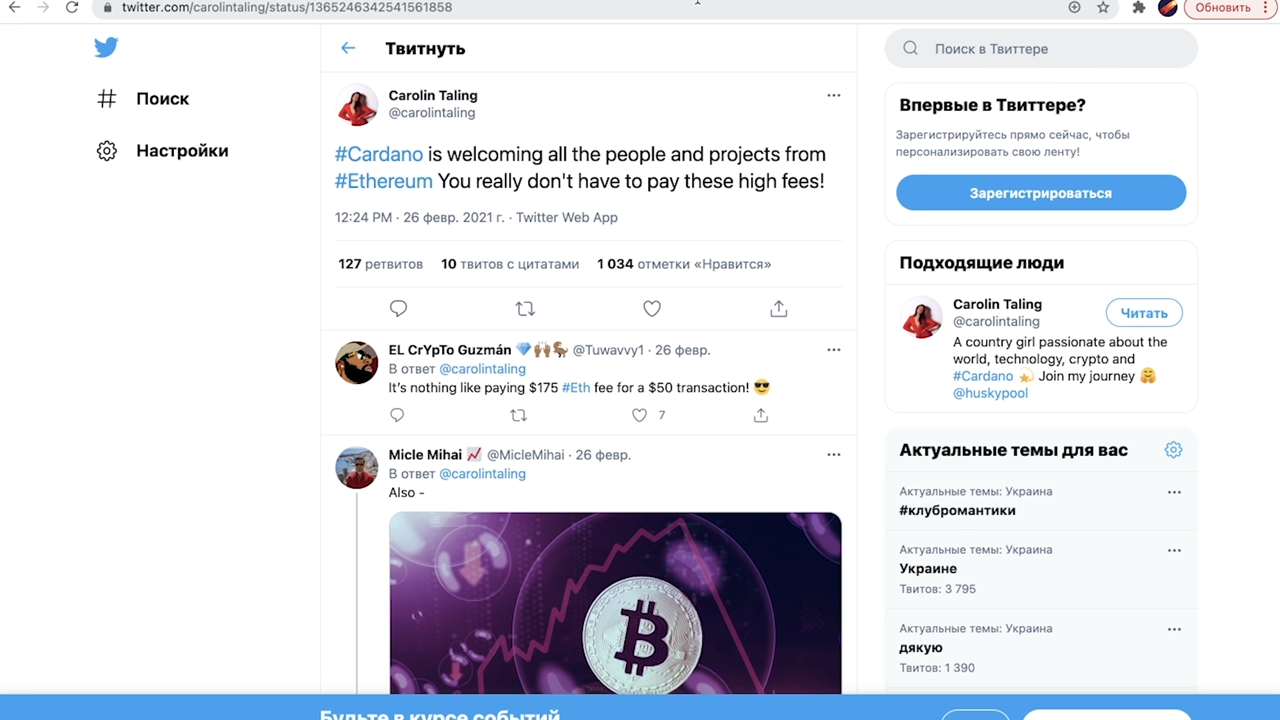 twitter.com/carolintaling/status/1365246342541561858
Обновить
Поиск
Настройки
Твитнуть
Carolin Taling
@carolintaling
#Cardano is welcoming all the people and projects from
#Ethereum You really don't have to pay these high fees!
12:24 PM · 26 февр. 2021 г. · Twitter Web App
127 ретвитов 10 твитов с цитатами 1 034 отметки «Нравится»
EL CrYpTo Guzmán 💎🙌🏽🦖 @Tuwavvy1 · 26 февр.
В ответ @carolintaling
It's nothing like paying $175 #Eth fee for a $50 transaction! 😎
7
Micle Mihai 📈 @MicleMihai · 26 февр.
В ответ @carolintaling
Also -
Поиск в Твиттере
Впервые в Твиттере?
Зарегистрируйтесь прямо сейчас, чтобы
персонализировать свою ленту!
Зарегистрироваться
Подходящие люди
Carolin Taling
@carolintaling
Читать
A country girl passionate about the
world, technology, crypto and
#Cardano 💫 Join my journey 🤗
@huskypool
Актуальные темы для вас
Актуальные темы: Украина
#клубромантики
Актуальные темы: Украина
Украине
Твитов: 3 795
Актуальные темы: Украина
дякую
Твитов: 1 390
Будьте в курсе событий